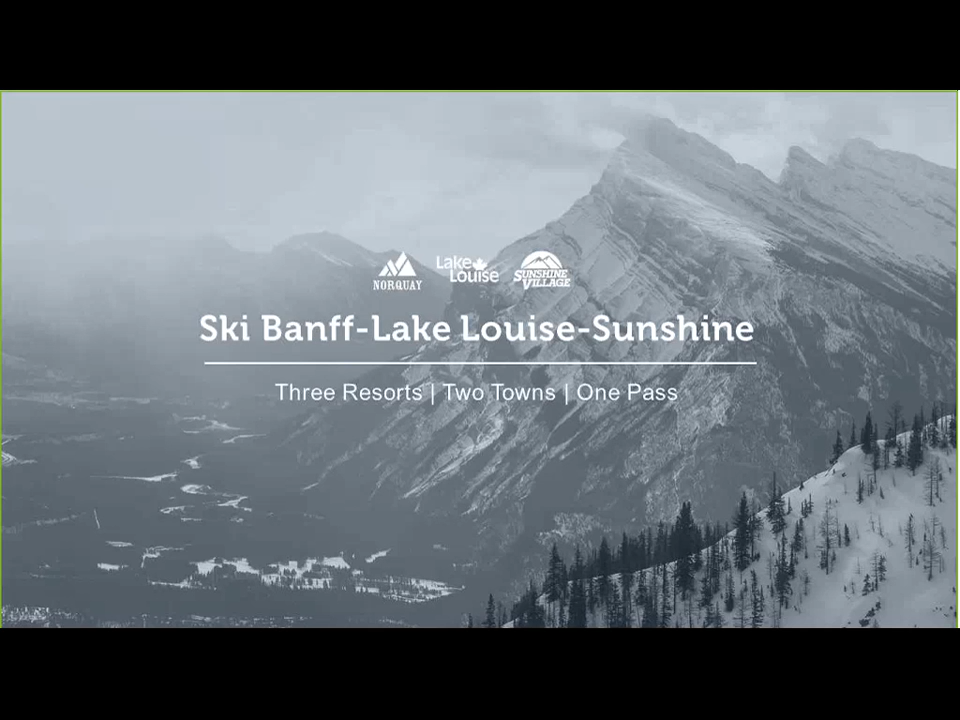 NORQUAY
Lake Louise
SUNSHINE VILLAGE
Ski Banff-Lake Louise-Sunshine
Three Resorts | Two Towns | One Pass